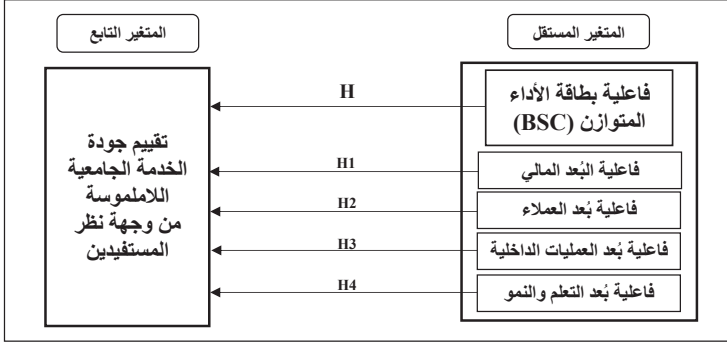 المتغير المستقل
المتغير التابع
فاعلية بطاقة الأداء
المتوازن (BSC)
فاعلية البُعد المالي
فاعلية بُعد العملاء
فاعلية بُعد العمليات الداخلية
فاعلية بُعد التعلم والنمو
H
H1
H2
H3
H4
تقييم جودة
الخدمة الجامعية
اللاملموسة
من وجهة نظر
المستفيدين